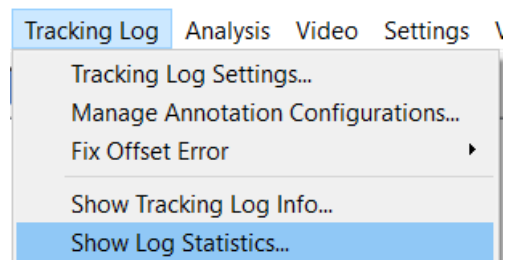 Tracking Log Analysis Video Settings
Tracking Log Settings...
Manage Annotation Configurations...
Fix Offset Error
Show Tracking Log Info...
Show Log Statistics...